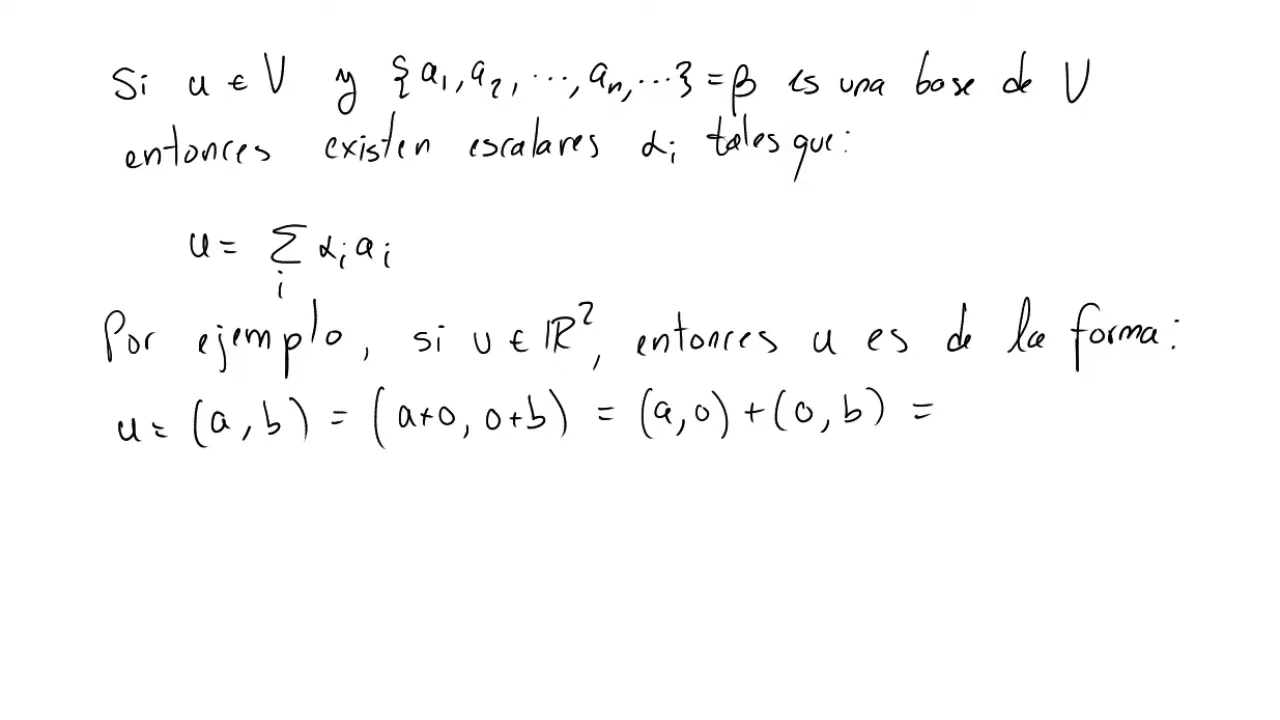 Si u ∈ V y {a₁, a₂, ..., aₙ, ...} = β es una base de V
entonces existen escalares αᵢ tales que:
u = Σᵢ αᵢaᵢ
Por ejemplo, si u ∈ ℝ², entonces u es de la forma:
u = (a, b) = (a+0, 0+b) = (a, 0) + (0, b) =